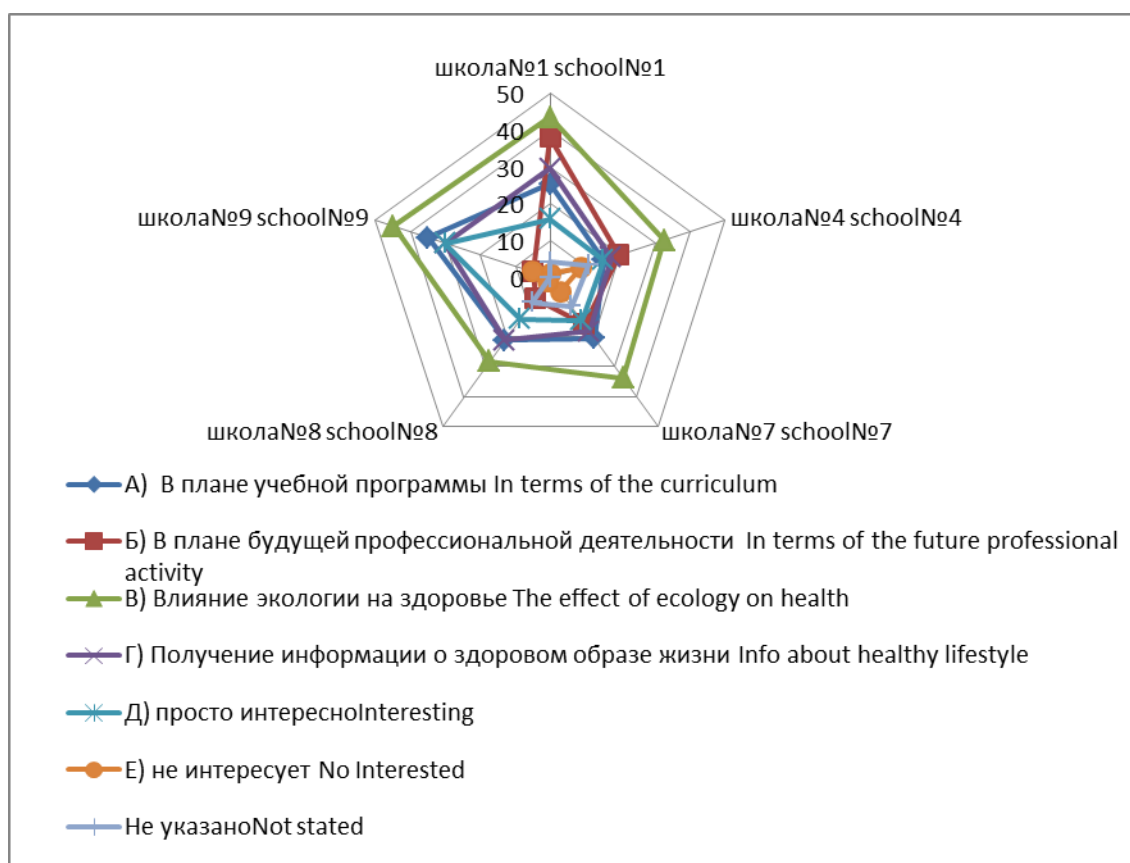 школа№1 school№1
50
40
30
20
10
0
школа№9 school№9
школа№4 school№4
школа№8 school№8
школа№7 school№7
А) В плане учебной программы In terms of the curriculum
Б) В плане будущей профессиональной деятельности In terms of the future professional
activity
В) Влияние экологии на здоровье The effect of ecology on health
Г) Получение информации о здоровом образе жизни Info about healthy lifestyle
Д) просто интересноInteresting
Е) не интересует No Interested
Не указаноNot stated